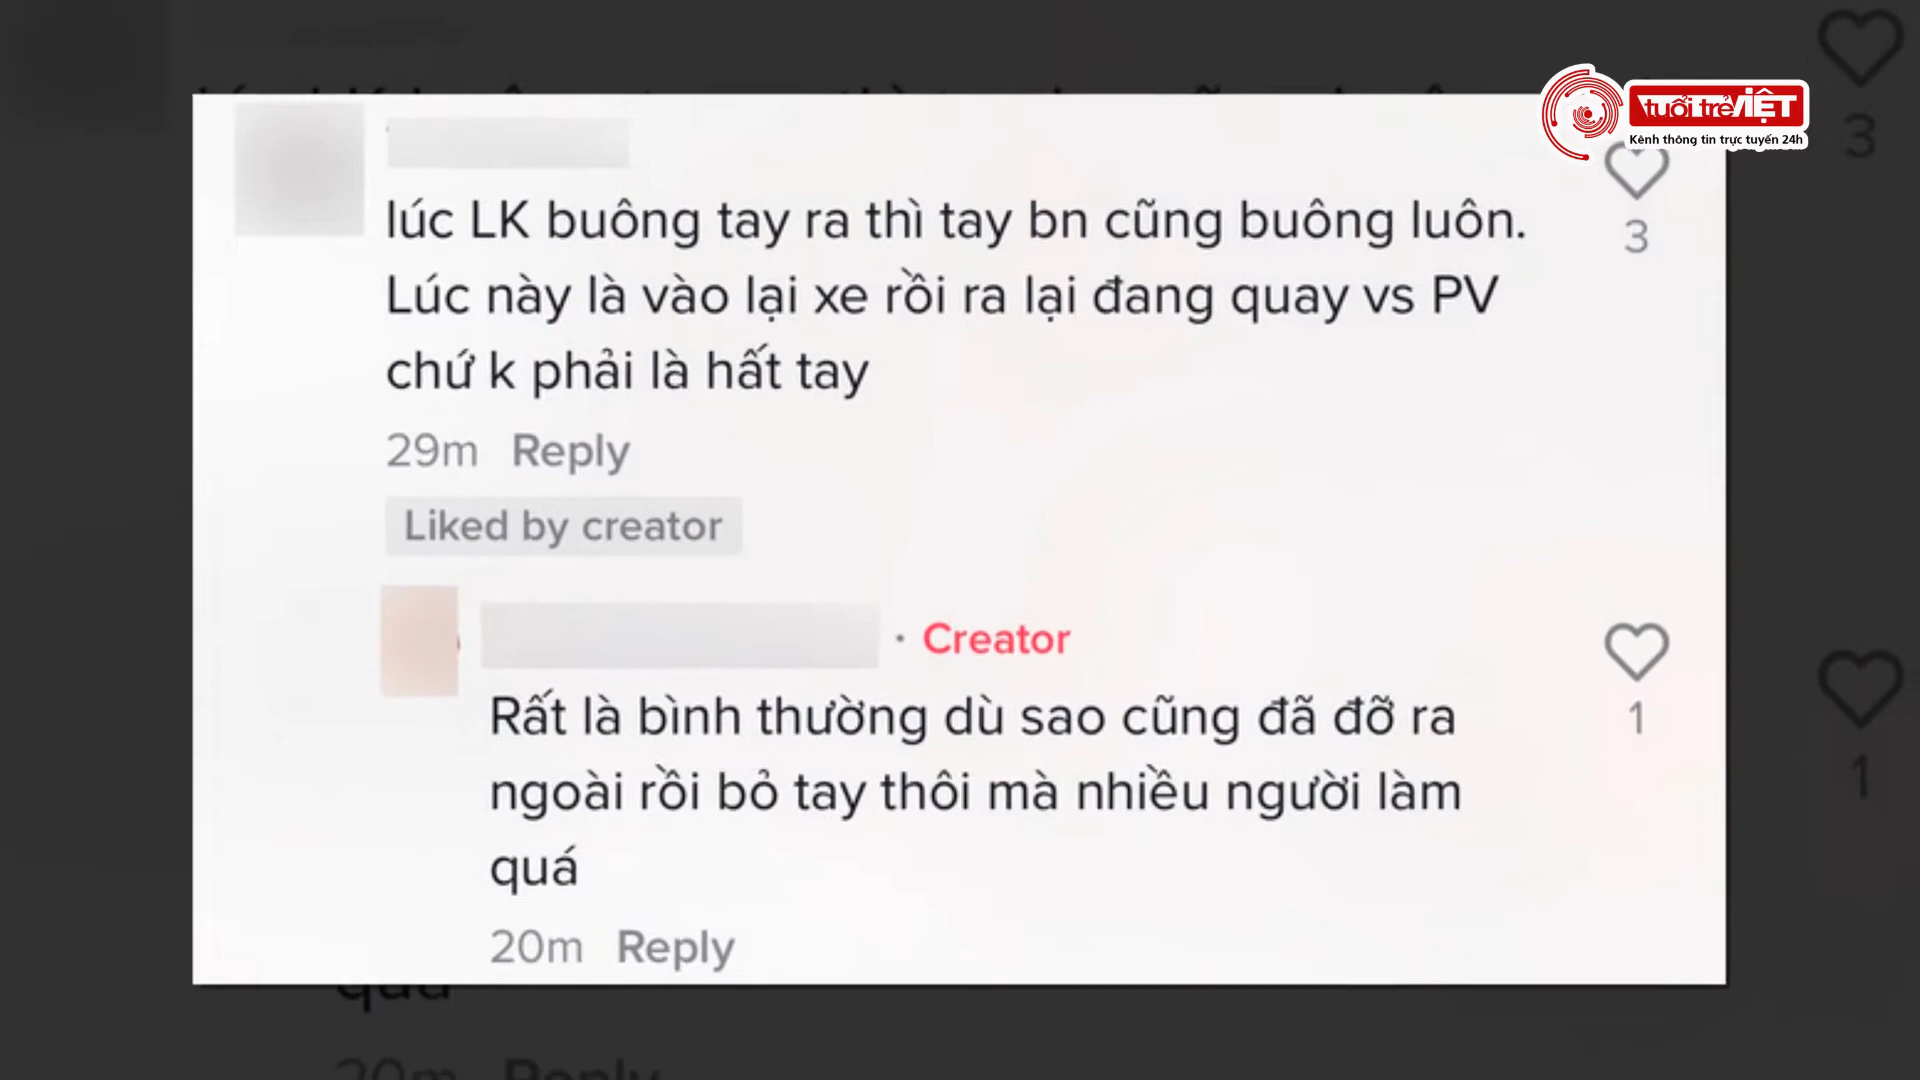 tuổi trẻ VIỆT
Kênh thông tin trực tuyến 24h
lúc LK buông tay ra thì tay bn cũng buông luôn.
Lúc này là vào lại xe rồi ra lại đang quay vs PV
chứ k phải là hất tay
3
29m Reply
Liked by creator
· Creator
Rất là bình thường dù sao cũng đã đỡ ra
ngoài rồi bỏ tay thôi mà nhiều người làm
quá
1
20m Reply
3
1
quá
20m Reply